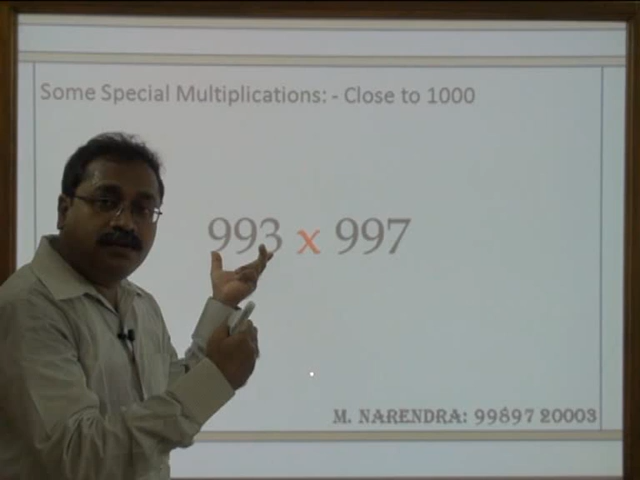 Some Special Multiplications: - Close to 1000
993 x 997
M. NARENDRA: 99897 20003